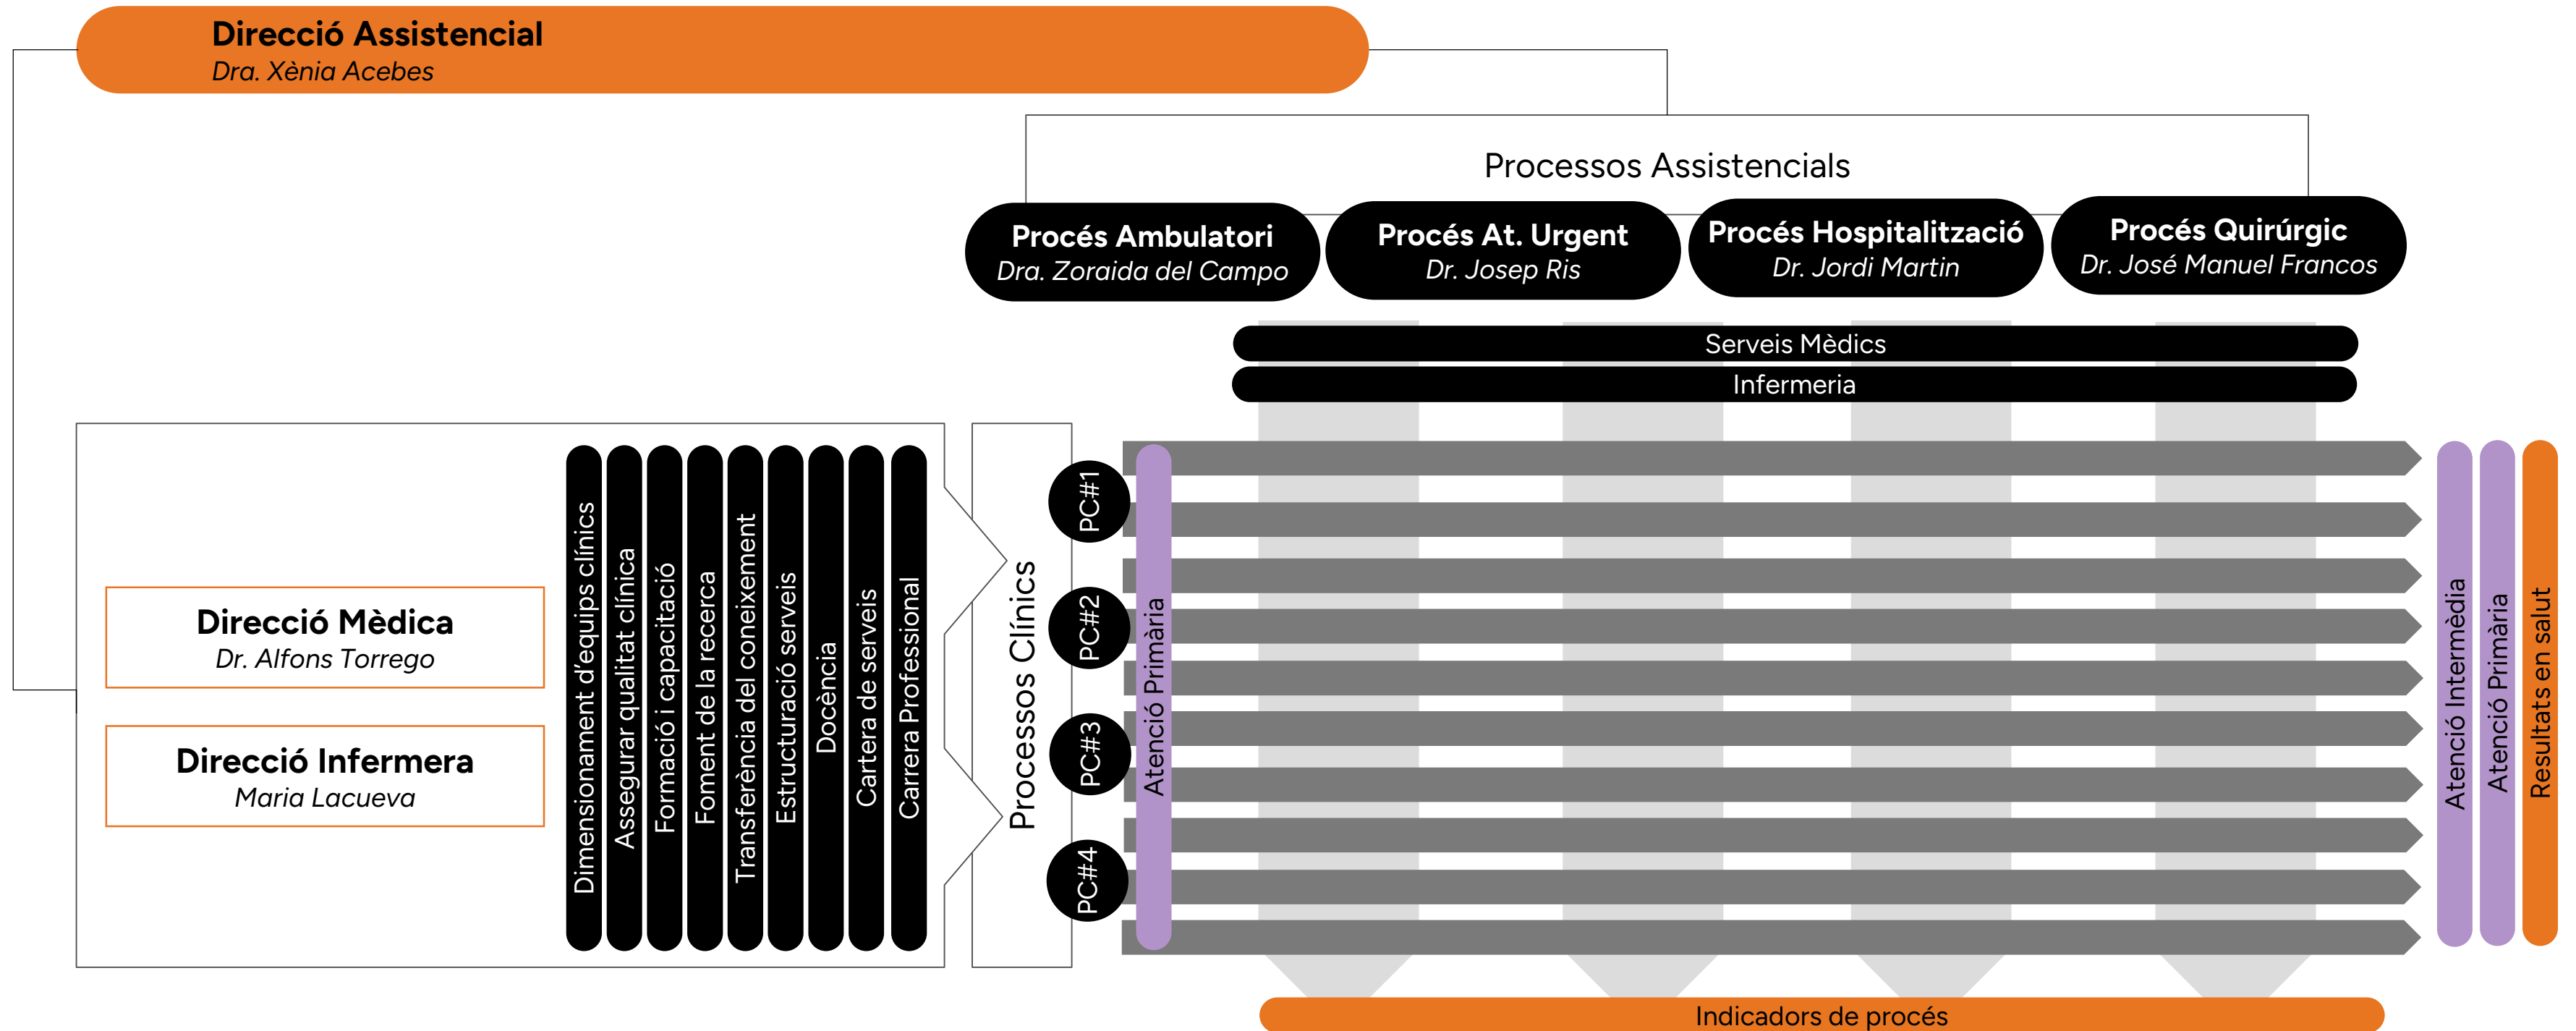 Direcció Assistencial
Dra. Xènia Acebes
Processos Assistencials
Procés Ambulatori
Dra. Zoraida del Campo
Procés At. Urgent
Dr. Josep Ris
Procés Hospitalització
Dr. Jordi Martin
Procés Quirúrgic
Dr. José Manuel Francos
Serveis Mèdics
Infermeria
Direcció Mèdica
Dr. Alfons Torrego
Direcció Infermera
Maria Lacueva
Dimensionament d'equips clínics
Assegurar qualitat clínica
Formació i capacitació
Foment de la recerca
Transferència del coneixement
Estructuració serveis
Docència
Cartera de serveis
Carrera Professional
Processos Clínics
PC#1
PC#2
PC#3
PC#4
Atenció Primària
Atenció Intermèdia
Atenció Primària
Resultats en salut
Indicadors de procés